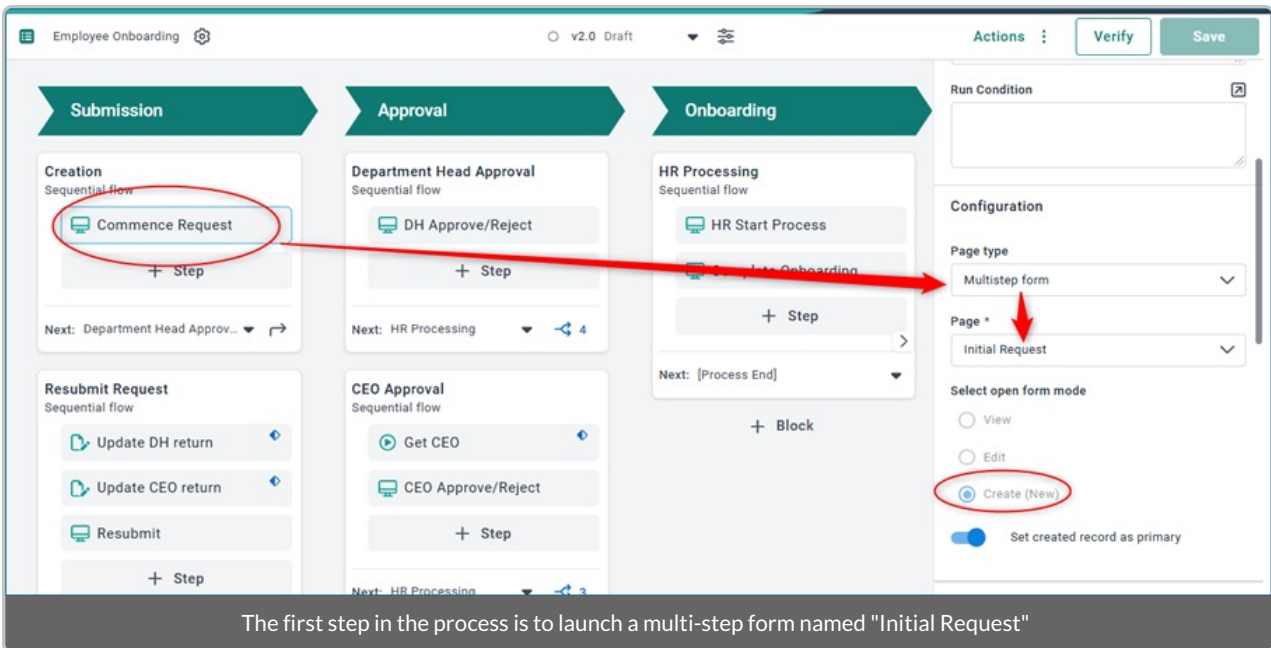 Employee Onboarding
v2.0 Draft
Actions
Verify
Save
Submission
Approval
Onboarding
Creation
Sequential flow
Commence Request
+ Step
Next: Department Head Approv...
Resubmit Request
Sequential flow
Update DH return
Update CEO return
Resubmit
+ Step
Department Head Approval
Sequential flow
DH Approve/Reject
+ Step
Next: HR Processing 4
CEO Approval
Sequential flow
Get CEO
CEO Approve/Reject
+ Step
Next: HR Processing 3
HR Processing
Sequential flow
HR Start Process
Complete Onboarding
+ Step
Next: [Process End]
+ Block
Run Condition
Configuration
Page type
Multistep form
Page *
Initial Request
Select open form mode
View
Edit
Create (New)
Set created record as primary
The first step in the process is to launch a multi-step form named "Initial Request"